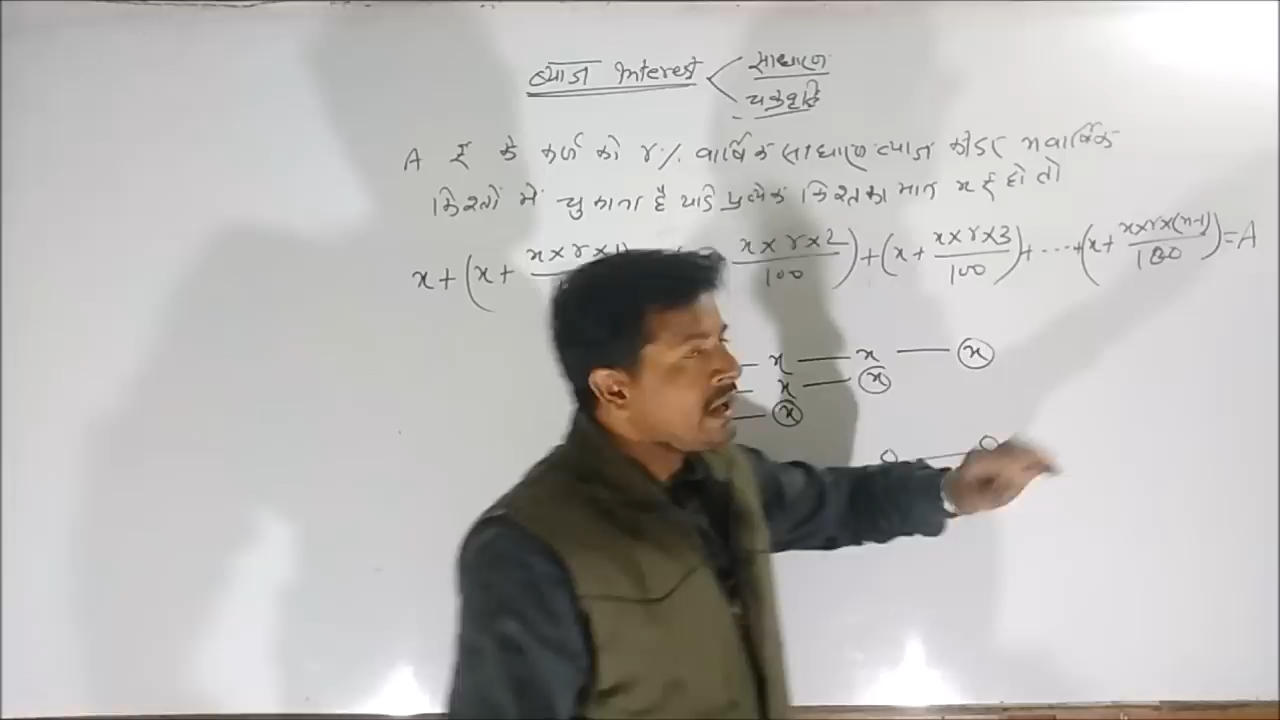 ब्याज Interest
साधारण
चक्रवृद्धि
A रु के कर्ज को r% वार्षिक साधारण ब्याज की दर n वार्षिक
किश्तों में चुकाना है यदि प्रत्येक किश्त का मान x रु हो तो
x+(x+ x×r×1 x×r×2/100)+(x+ x×r×3/100)+...+(x+ x×r×(n-1)/100)=A
x — x — x
x — x
x